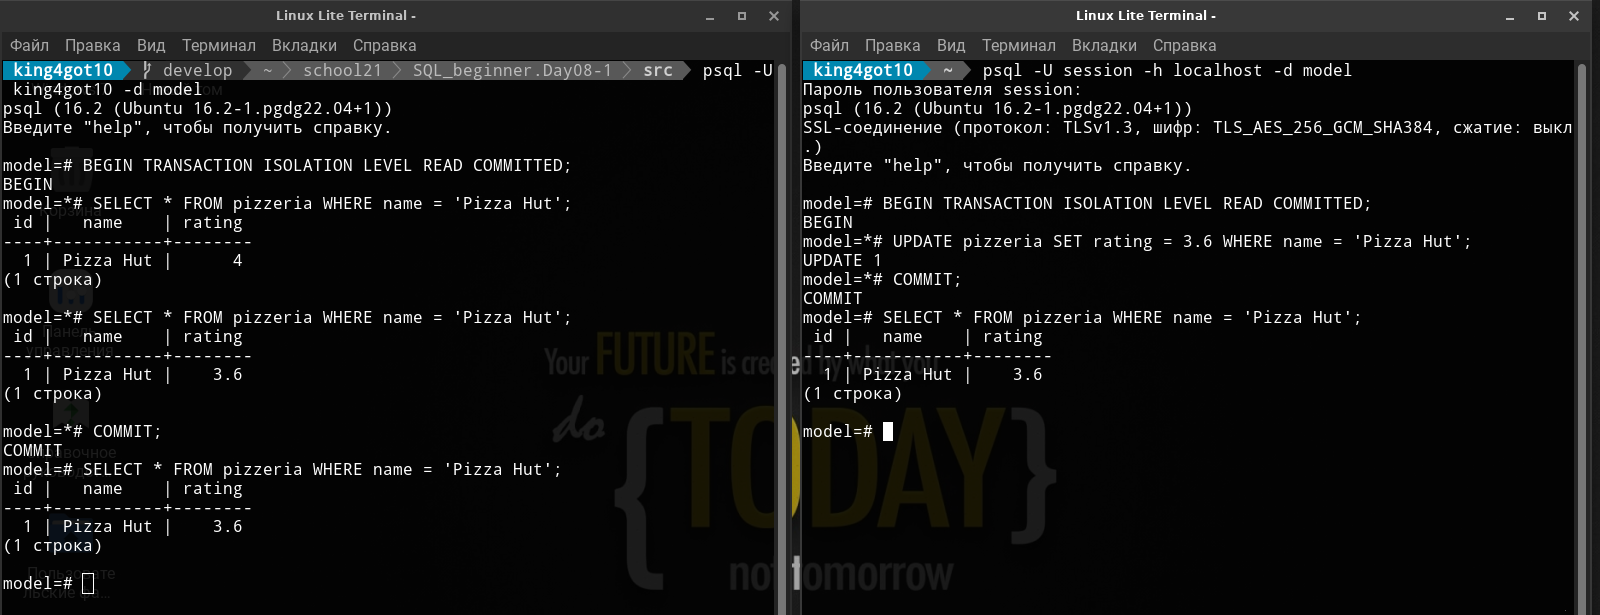 Linux Lite Terminal -
Файл Правка Вид Терминал Вкладки Справка
king4got10 develop ~ school21 SQL_beginner.Day08-1 src psql -U
king4got10 -d model
psql (16.2 (Ubuntu 16.2-1.pgdg22.04+1))
Введите "help", чтобы получить справку.
model=# BEGIN TRANSACTION ISOLATION LEVEL READ COMMITTED;
BEGIN
model=*# SELECT * FROM pizzeria WHERE name = 'Pizza Hut';
id | name | rating
----+-----------+--------
1 | Pizza Hut | 4
(1 строка)
model=*# SELECT * FROM pizzeria WHERE name = 'Pizza Hut';
id | name | rating
----+-----------+--------
1 | Pizza Hut | 3.6
(1 строка)
model=*# COMMIT;
COMMIT
model=# SELECT * FROM pizzeria WHERE name = 'Pizza Hut';
id | name | rating
----+-----------+--------
1 | Pizza Hut | 3.6
(1 строка)
model=#
Linux Lite Terminal -
Файл Правка Вид Терминал Вкладки Справка
king4got10 ~ psql -U session -h localhost -d model
Пароль пользователя session:
psql (16.2 (Ubuntu 16.2-1.pgdg22.04+1))
SSL-соединение (протокол: TLSv1.3, шифр: TLS_AES_256_GCM_SHA384, сжатие: выкл
.)
Введите "help", чтобы получить справку.
model=# BEGIN TRANSACTION ISOLATION LEVEL READ COMMITTED;
BEGIN
model=*# UPDATE pizzeria SET rating = 3.6 WHERE name = 'Pizza Hut';
UPDATE 1
model=*# COMMIT;
COMMIT
model=# SELECT * FROM pizzeria WHERE name = 'Pizza Hut';
id | name | rating
----+-----------+--------
1 | Pizza Hut | 3.6
(1 строка)
model=#
Your FUTURE is created by what you
do
{TODAY}
not tomorrow
Корзина
Панель
управления